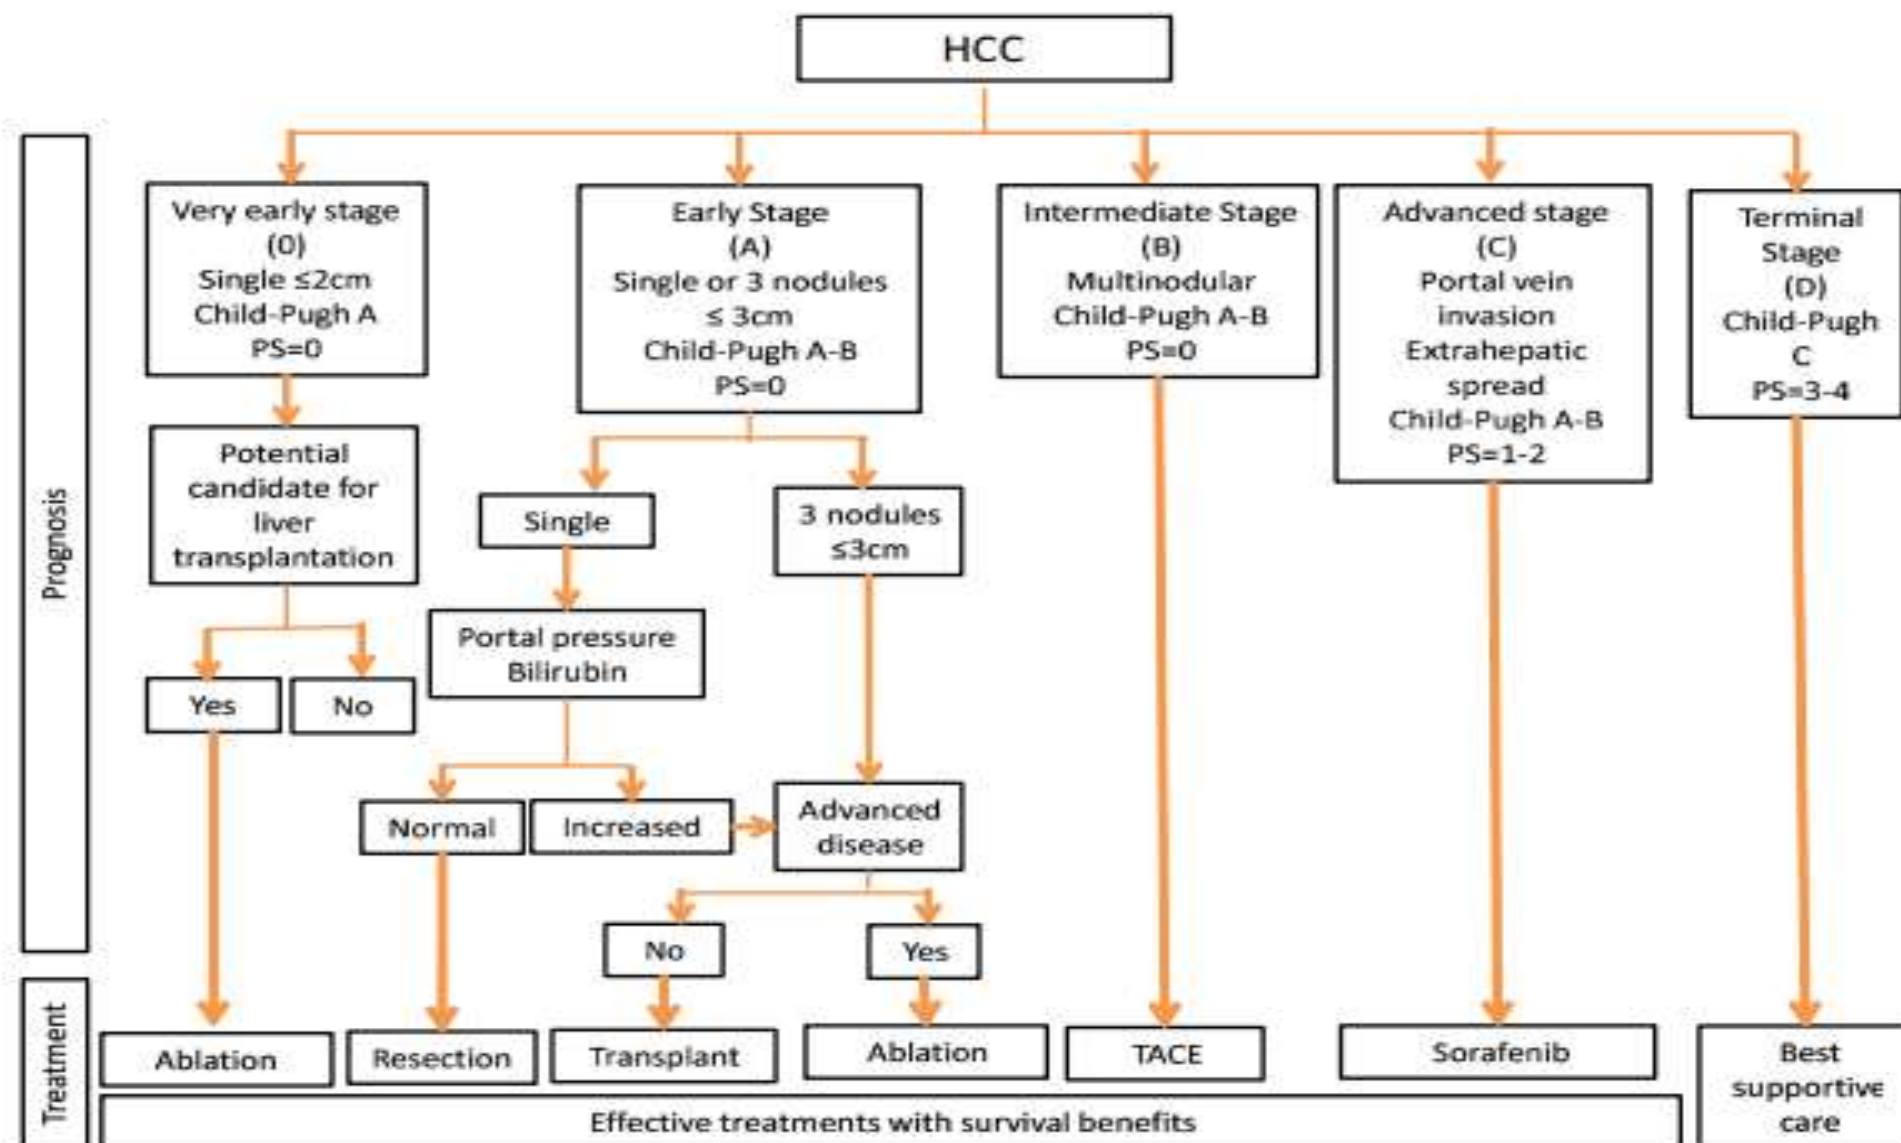 HCC
Prognosis
Very early stage
(0)
Single ≤2cm
Child-Pugh A
PS=0
Early Stage
(A)
Single or 3 nodules
≤ 3cm
Child-Pugh A-B
PS=0
Intermediate Stage
(B)
Multinodular
Child-Pugh A-B
PS=0
Advanced stage
(C)
Portal vein
invasion
Extrahepatic
spread
Child-Pugh A-B
PS=1-2
Terminal
Stage
(D)
Child-Pugh
C
PS=3-4
Potential
candidate for
liver
transplantation
Single
3 nodules
≤3cm
Portal pressure
Bilirubin
Yes
No
Normal
Increased
Advanced
disease
No
Yes
Treatment
Ablation
Resection
Transplant
Ablation
TACE
Sorafenib
Best
supportive
care
Effective treatments with survival benefits